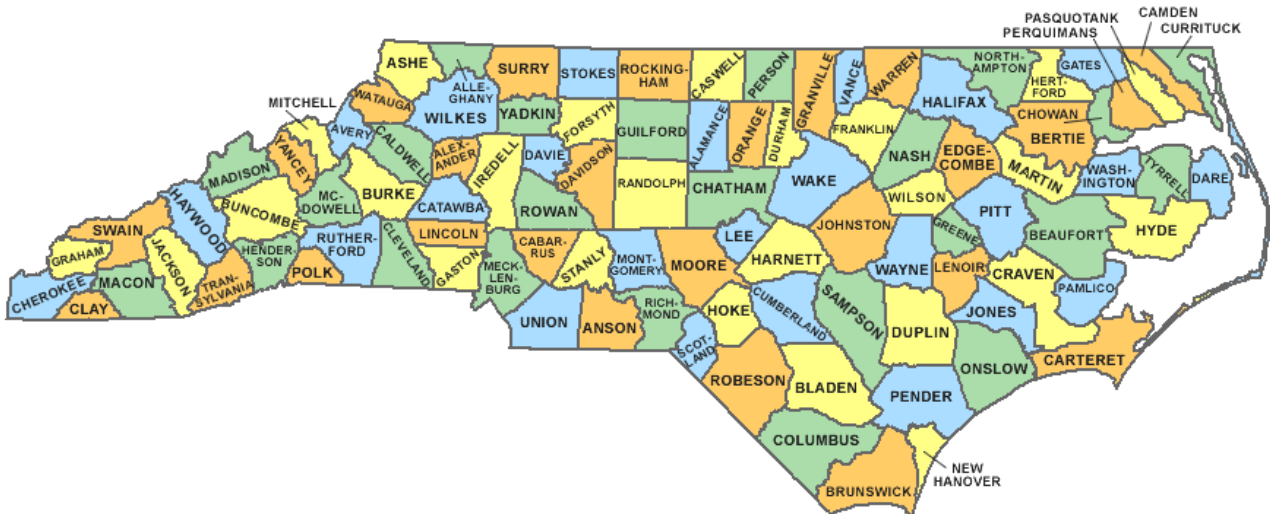 PASQUOTANK
PERQUIMANS
CAMDEN
CURRITUCK
ASHE
ALLE-
GHANY
SURRY
STOKES
ROCKING-
HAM
CASWELL
PERSON
GRANVILLE
VANCE
WARREN
NORTH-
AMPTON
HERT-
FORD
GATES
MITCHELL
WATAUGA
WILKES
YADKIN
FORSYTH
GUILFORD
ALAMANCE
ORANGE
DURHAM
FRANKLIN
HALIFAX
CHOWAN
BERTIE
AVERY
CALDWELL
ALEX-
ANDER
IREDELL
DAVIE
DAVIDSON
RANDOLPH
CHATHAM
WAKE
NASH
EDGE-
COMBE
MARTIN
WASH-
INGTON
TYRRELL
DARE
MADISON
YANCEY
MC-
DOWELL
BURKE
CATAWBA
ROWAN
WILSON
PITT
BEAUFORT
HYDE
HAYWOOD
BUNCOMBE
SWAIN
GRAHAM
JACKSON
HENDER-
SON
POLK
RUTHER-
FORD
CLEVELAND
LINCOLN
GASTON
CABAR-
RUS
STANLY
MONT-
GOMERY
MOORE
LEE
HARNETT
JOHNSTON
GREENE
WAYNE
LENOIR
CRAVEN
PAMLICO
CHEROKEE
CLAY
MACON
TRAN-
SYLVANIA
MECK-
LEN-
BURG
UNION
ANSON
RICH-
MOND
HOKE
CUMBERLAND
SAMPSON
DUPLIN
JONES
CARTERET
SCOT-
LAND
ROBESON
BLADEN
PENDER
ONSLOW
COLUMBUS
BRUNSWICK
NEW
HANOVER